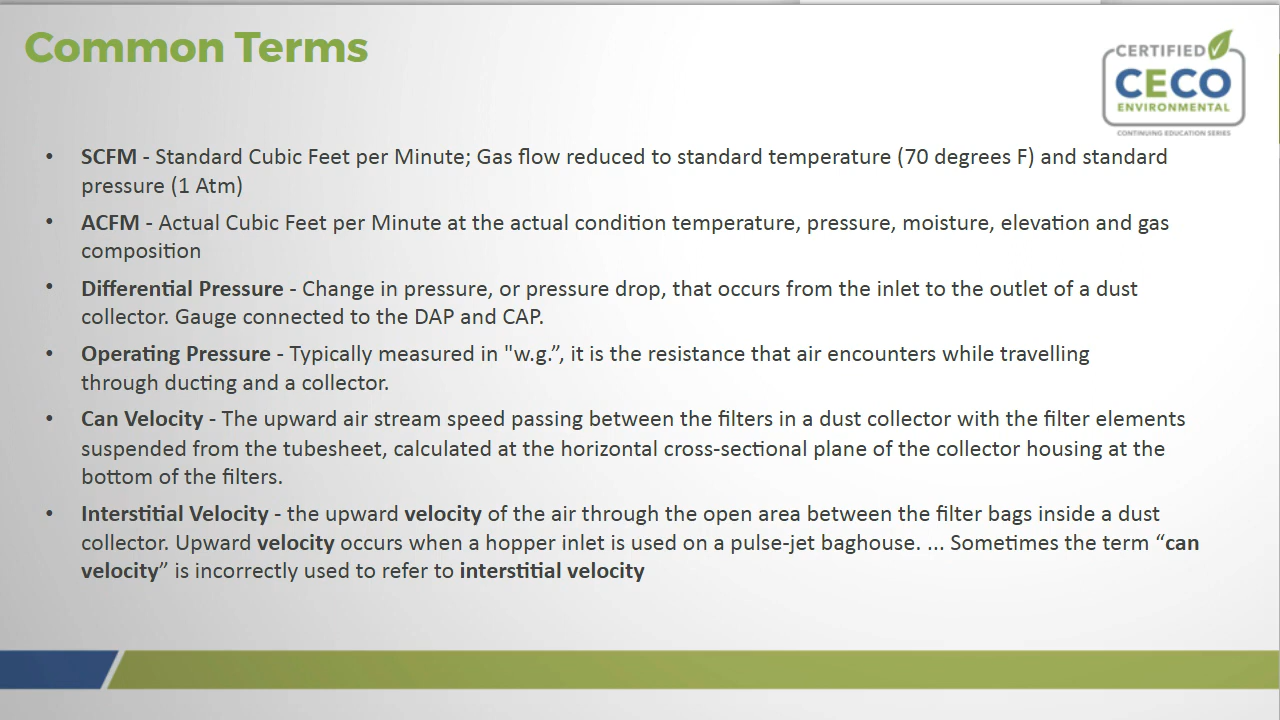 Common Terms
CERTIFIED
CECO
ENVIRONMENTAL
CONTINUING EDUCATION SERIES
• SCFM - Standard Cubic Feet per Minute; Gas flow reduced to standard temperature (70 degrees F) and standard
pressure (1 Atm)
• ACFM - Actual Cubic Feet per Minute at the actual condition temperature, pressure, moisture, elevation and gas
composition
• Differential Pressure - Change in pressure, or pressure drop, that occurs from the inlet to the outlet of a dust
collector. Gauge connected to the DAP and CAP.
• Operating Pressure - Typically measured in "w.g.”, it is the resistance that air encounters while travelling
through ducting and a collector.
• Can Velocity - The upward air stream speed passing between the filters in a dust collector with the filter elements
suspended from the tubesheet, calculated at the horizontal cross-sectional plane of the collector housing at the
bottom of the filters.
• Interstitial Velocity - the upward velocity of the air through the open area between the filter bags inside a dust
collector. Upward velocity occurs when a hopper inlet is used on a pulse-jet baghouse. ... Sometimes the term “can
velocity” is incorrectly used to refer to interstitial velocity